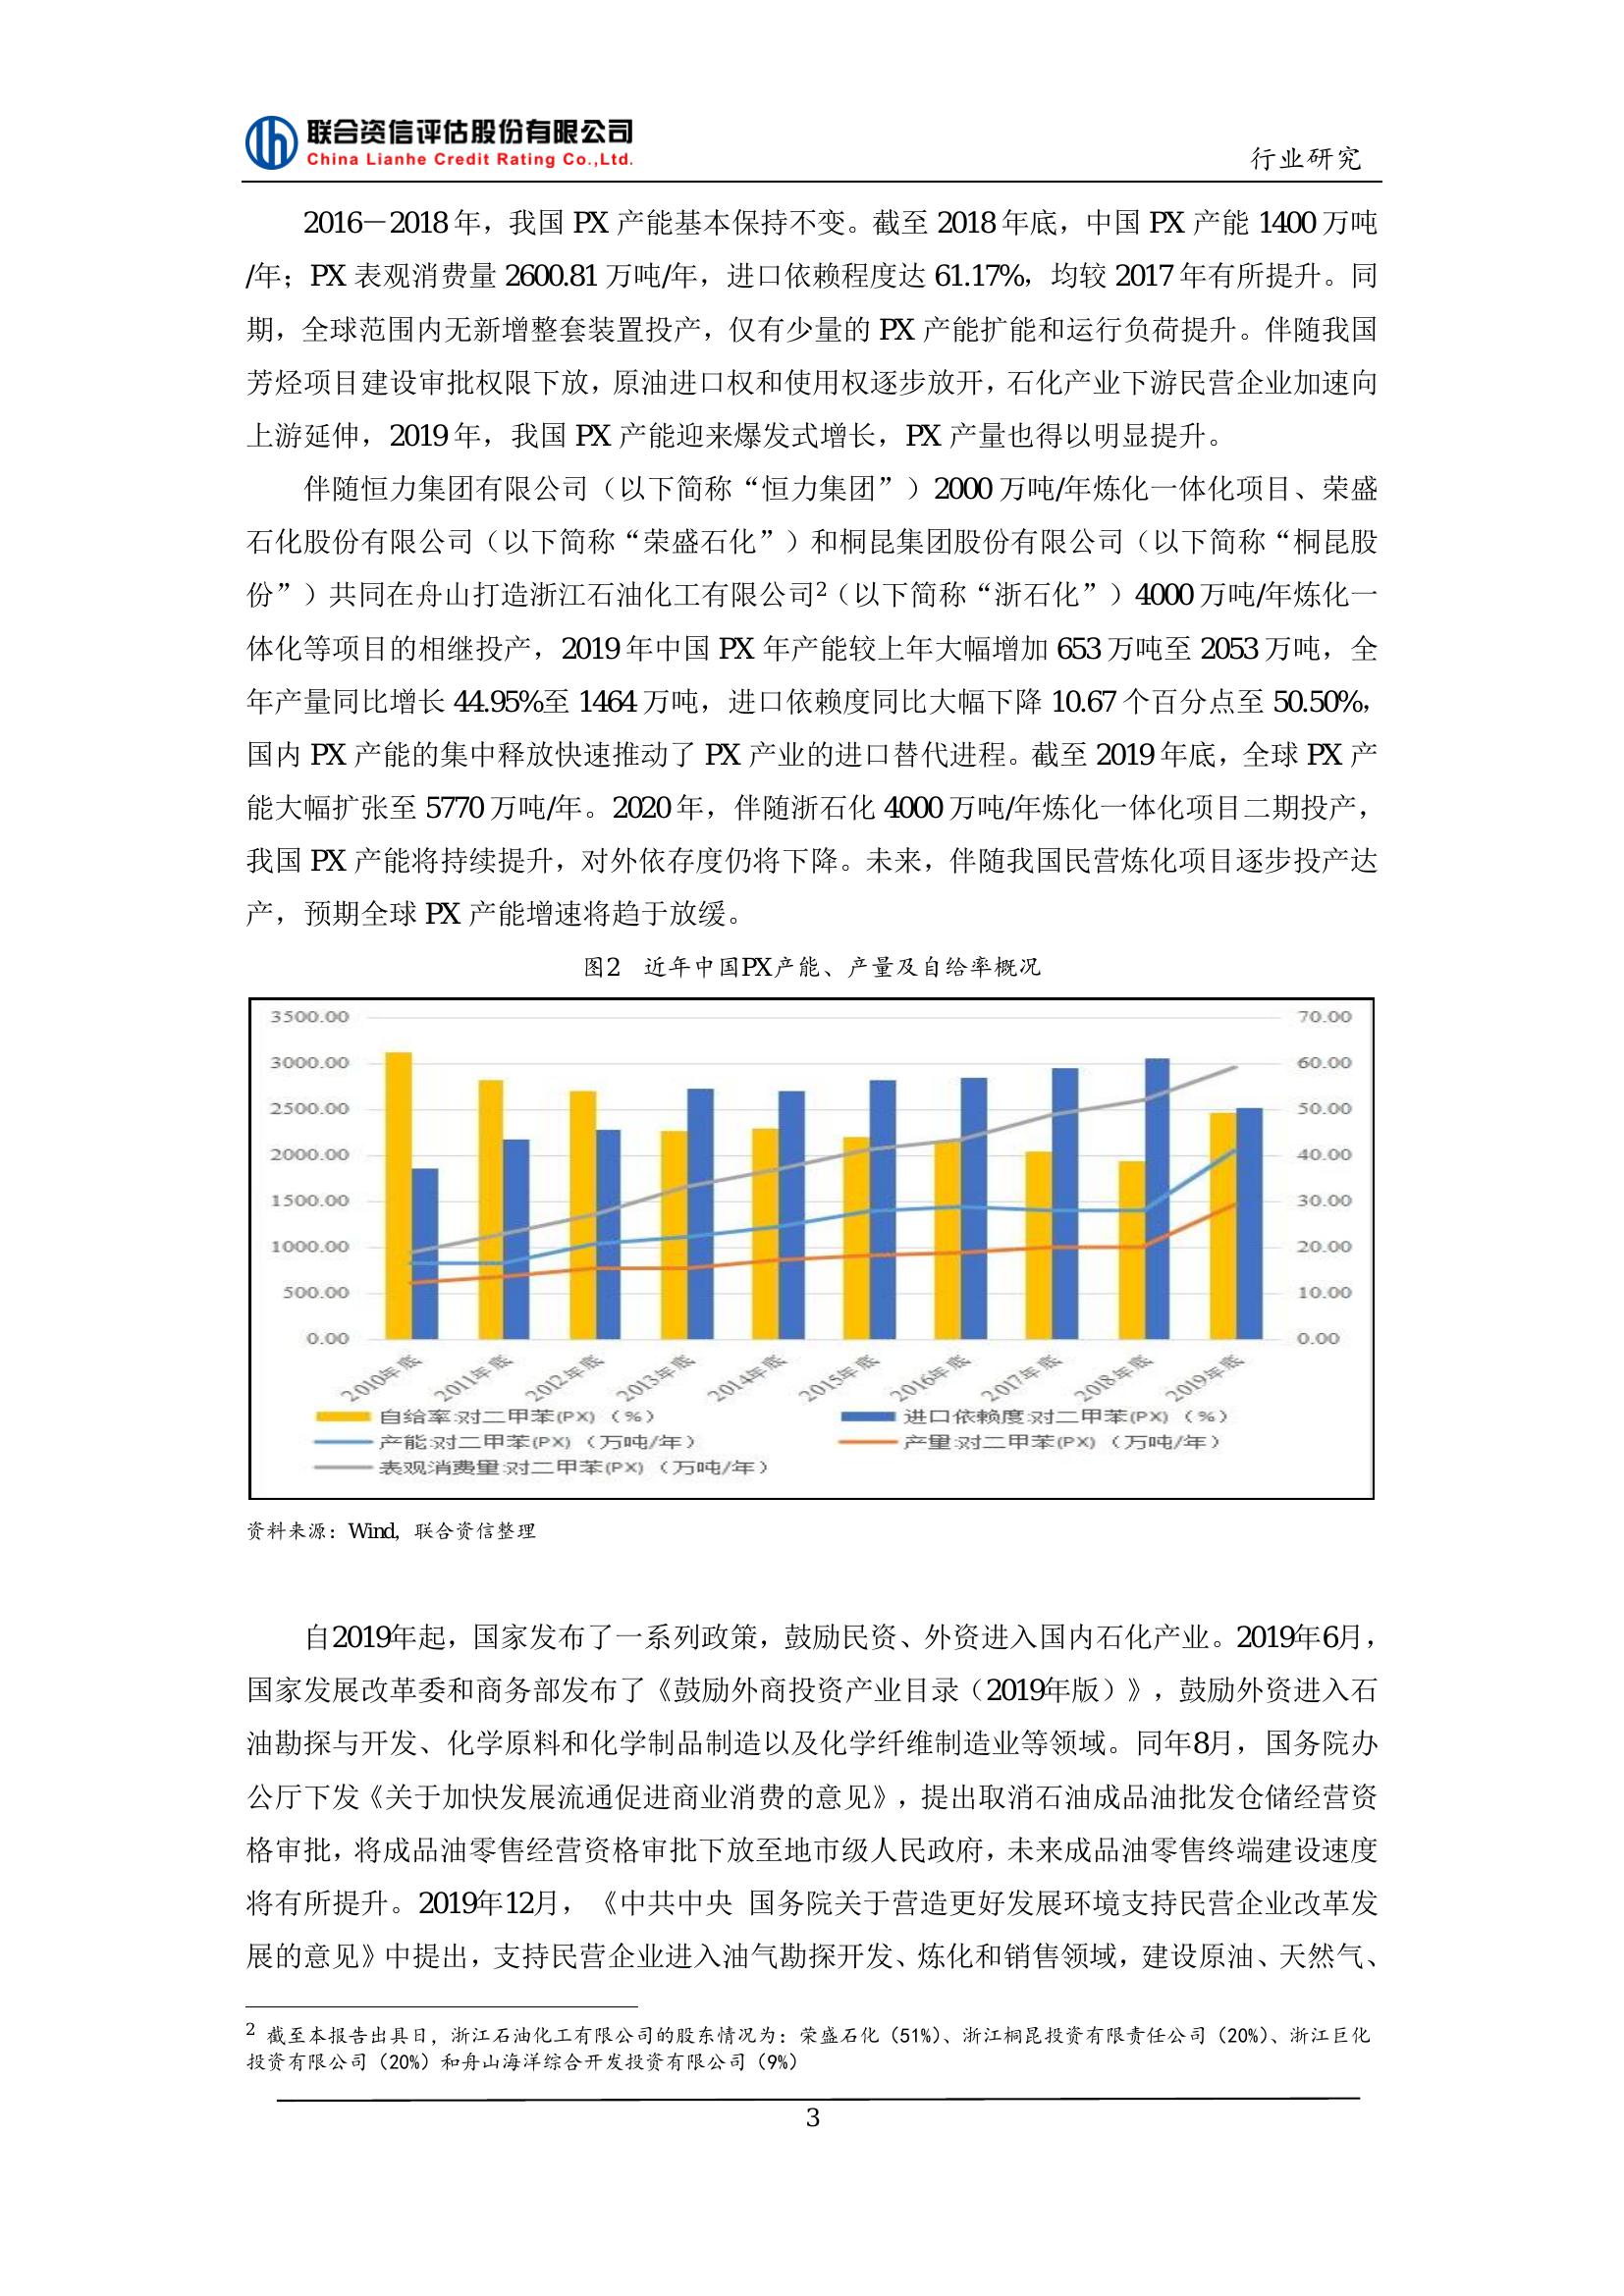 联合资信评估股份有限公司
China Lianhe Credit Rating Co.,Ltd.
行业研究
2016—2018年，我国 PX 产能基本保持不变。截至 2018年底，中国 PX 产能 1400万吨
/年；PX 表观消费量 2600.81 万吨/年，进口依赖程度达 61.17%，均较 2017年有所提升。同
期，全球范围内无新增整套装置投产，仅有少量的 PX 产能扩能和运行负荷提升。伴随我国
芳烃项目建设审批权限下放，原油进口权和使用权逐步放开，石化产业下游民营企业加速向
上游延伸，2019年，我国 PX 产能迎来爆发式增长，PX 产量也得以明显提升。
伴随恒力集团有限公司（以下简称“恒力集团”）2000万吨/年炼化一体化项目、荣盛
石化股份有限公司（以下简称“荣盛石化”）和桐昆集团股份有限公司（以下简称“桐昆股
份”）共同在舟山打造浙江石油化工有限公司2（以下简称“浙石化”）4000万吨/年炼化一
体化等项目的相继投产，2019年中国 PX 年产能较上年大幅增加 653万吨至 2053万吨，全
年产量同比增长 44.95%至 1464万吨，进口依赖度同比大幅下降 10.67 个百分点至 50.50%，
国内 PX 产能的集中释放快速推动了 PX 产业的进口替代进程。截至 2019年底，全球 PX 产
能大幅扩张至 5770万吨/年。2020年，伴随浙石化 4000万吨/年炼化一体化项目二期投产，
我国 PX 产能将持续提升，对外依存度仍将下降。未来，伴随我国民营炼化项目逐步投产达
产，预期全球 PX 产能增速将趋于放缓。
图2 近年中国PX产能、产量及自给率概况
3500.00 70.00
3000.00 60.00
2500.00 50.00
2000.00 40.00
1500.00 30.00
1000.00 20.00
500.00 10.00
0.00 0.00
2010年底 2011年底 2012年底 2013年底 2014年底 2015年底 2016年底 2017年底 2018年底 2019年底
自给率:对二甲苯(PX)（%） 进口依赖度:对二甲苯(PX)（%）
产能:对二甲苯(PX)（万吨/年） 产量:对二甲苯(PX)（万吨/年）
表观消费量:对二甲苯(PX)（万吨/年）
资料来源：Wind，联合资信整理
自2019年起，国家发布了一系列政策，鼓励民资、外资进入国内石化产业。2019年6月，
国家发展改革委和商务部发布了《鼓励外商投资产业目录（2019年版）》，鼓励外资进入石
油勘探与开发、化学原料和化学制品制造以及化学纤维制造业等领域。同年8月，国务院办
公厅下发《关于加快发展流通促进商业消费的意见》，提出取消石油成品油批发仓储经营资
格审批，将成品油零售经营资格审批下放至地市级人民政府，未来成品油零售终端建设速度
将有所提升。2019年12月，《中共中央 国务院关于营造更好发展环境支持民营企业改革发
展的意见》中提出，支持民营企业进入油气勘探开发、炼化和销售领域，建设原油、天然气、
2 截至本报告出具日，浙江石油化工有限公司的股东情况为：荣盛石化（51%）、浙江桐昆投资有限责任公司（20%）、浙江巨化
投资有限公司（20%）和舟山海洋综合开发投资有限公司（9%）
3